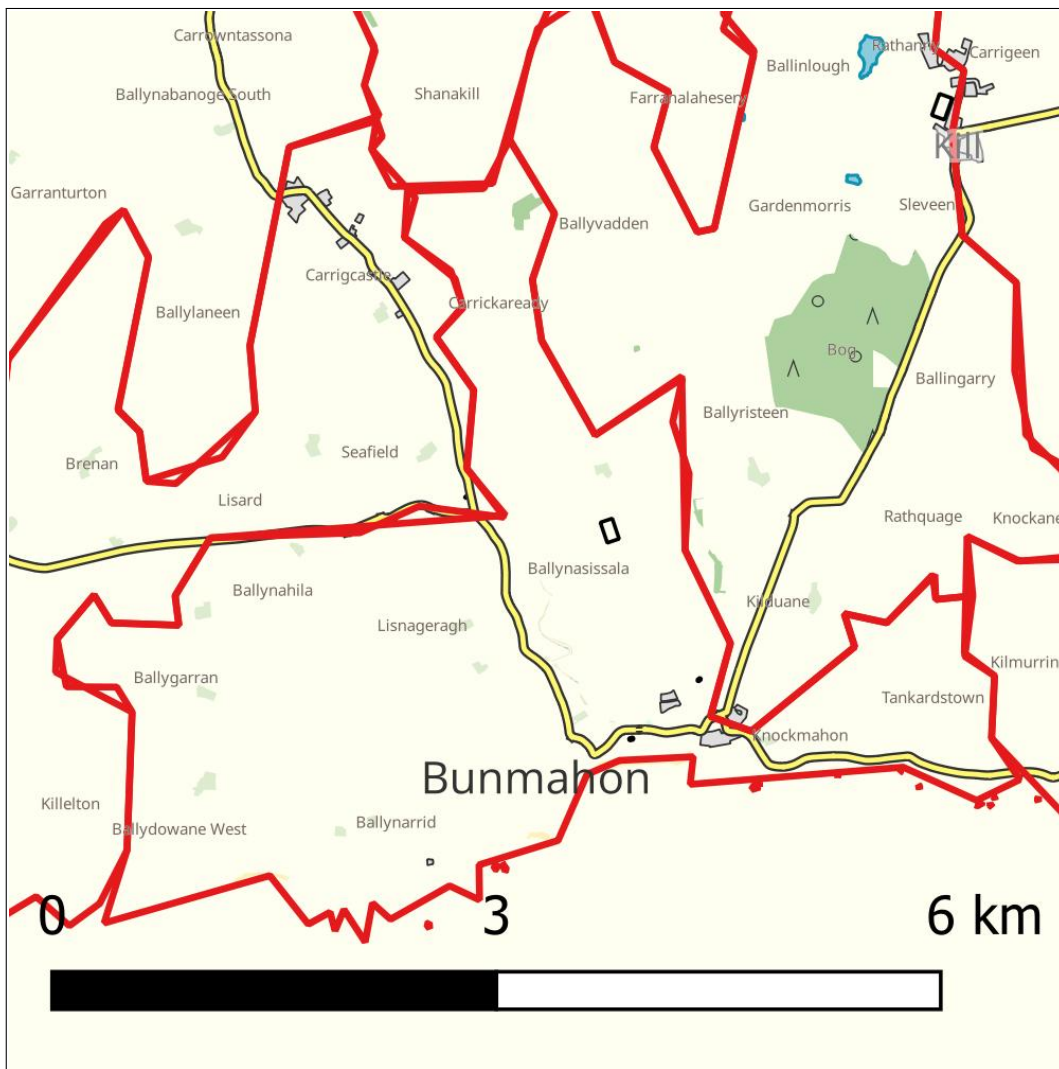 Carrowntassona
Rathanny
Carrigeen
Ballinlough
Ballynabanoge South
Shanakill
Farranalahesery
Kill
Garranturton
Gardenmorris
Sleveen
Ballyvadden
Carrigcastle
Carrickaready
Ballylaneen
Bog
Ballingarry
Ballyristeen
Seafield
Brenan
Lisard
Rathquage
Knockane
Ballynasissala
Ballynahila
Kilduane
Lisnageragh
Kilmurrin
Ballygarran
Tankardstown
Knockmahon
Bunmahon
Killelton
Ballynarrid
Ballydowane West
0 3 6 km